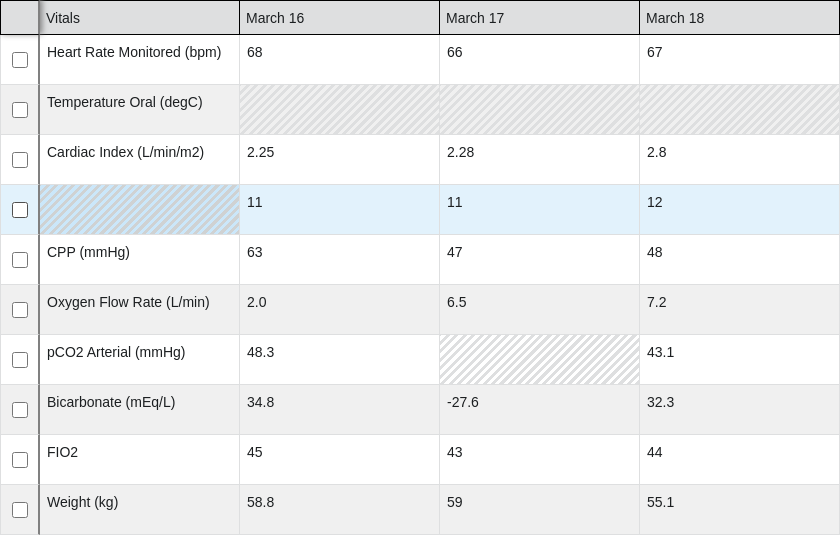 Vitals March 16 March 17 March 18
Heart Rate Monitored (bpm) 68 66 67
Temperature Oral (degC)
Cardiac Index (L/min/m2) 2.25 2.28 2.8
11 11 12
CPP (mmHg) 63 47 48
Oxygen Flow Rate (L/min) 2.0 6.5 7.2
pCO2 Arterial (mmHg) 48.3 43.1
Bicarbonate (mEq/L) 34.8 -27.6 32.3
FIO2 45 43 44
Weight (kg) 58.8 59 55.1